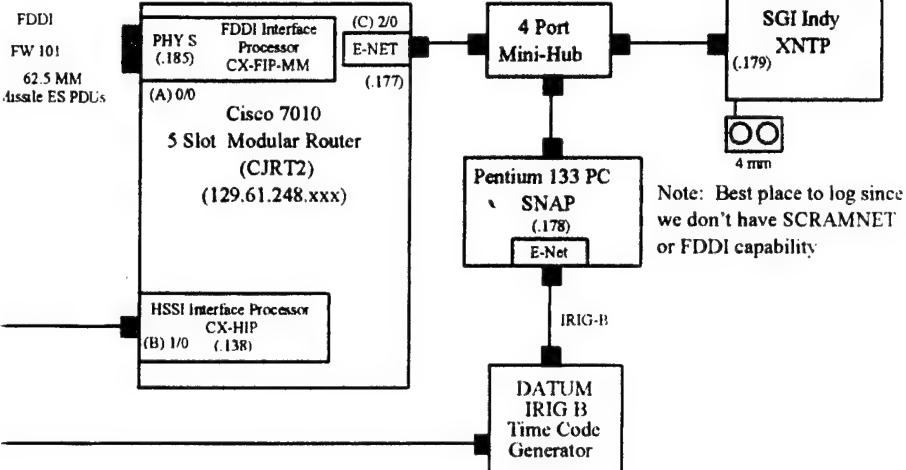 FDDI
FW 101
62.5 MM
Missile ES PDUs
PHY S
(.185)
FDDI Interface
Processor
CX-FIP-MM
(A) 0/0
(C) 2/0
E-NET
(.177)
Cisco 7010
5 Slot Modular Router
(CJRT2)
(129.61.248.xxx)
HSSI Interface Processor
CX-HIP
(B) 1/0 (.138)
4 Port
Mini-Hub
SGI Indy
XNTP
(.179)
4 mm
Pentium 133 PC
SNAP
(.178)
E-Net
Note: Best place to log since
we don't have SCRAMNET
or FDDI capability
IRIG-B
DATUM
IRIG B
Time Code
Generator